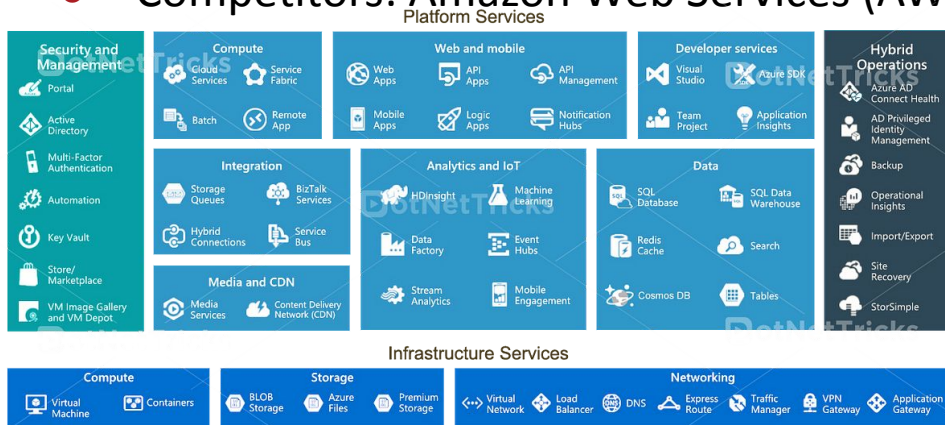 Competitors: Amazon Web Services (AW
Platform Services
Security and
Management
Portal
Active
Directory
Multi-Factor
Authentication
Automation
Key Vault
Store/
Marketplace
VM Image Gallery
and VM Depot
Compute
Cloud
Services
Service
Fabric
Batch
Remote
App
Web and mobile
Web
Apps
API
Apps
API
Management
Mobile
Apps
Logic
Apps
Notification
Hubs
Developer services
Visual
Studio
Azure SDK
Team
Project
Application
Insights
Hybrid
Operations
Azure AD
Connect Health
AD Privileged
Identity
Management
Backup
Operational
Insights
Import/Export
Site
Recovery
StorSimple
Integration
Storage
Queues
BizTalk
Services
Hybrid
Connections
Service
Bus
Analytics and IoT
HDinsight
Machine
Learning
Data
Factory
Event
Hubs
Stream
Analytics
Mobile
Engagement
Data
SQL
Database
SQL Data
Warehouse
Redis
Cache
Search
Cosmos DB
Tables
Media and CDN
Media
Services
Content Delivery
Network (CDN)
DotNetTricks
DotNetTricks
DotNetTricks
DotNetTricks
Infrastructure Services
Compute
Virtual
Machine
Containers
Storage
BLOB
Storage
Azure
Files
Premium
Storage
Networking
Virtual
Network
Load
Balancer
DNS
Express
Route
Traffic
Manager
VPN
Gateway
Application
Gateway